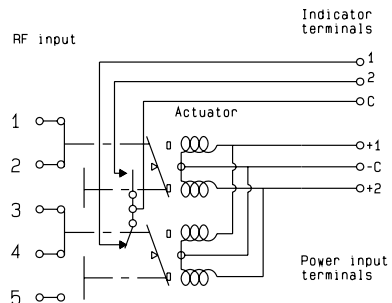 Indicator
terminals
RF input
1
2
C
Actuator
1
2
3
4
5
+1
-C
+2
Power input
terminals